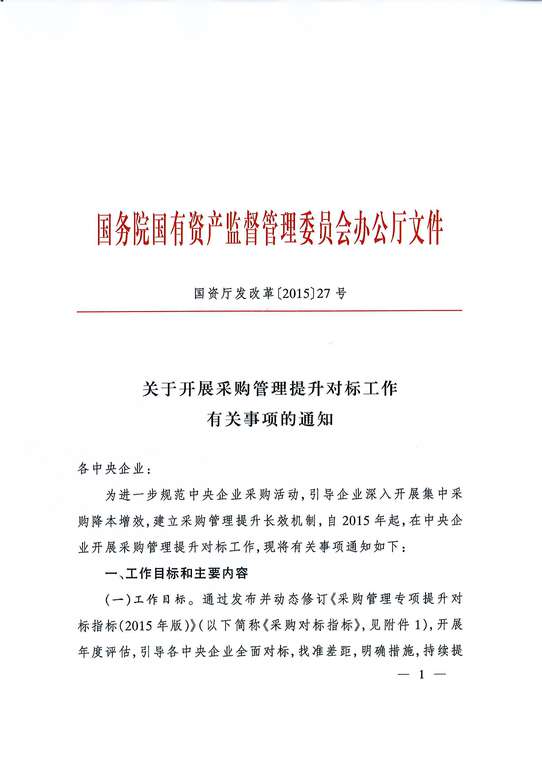 国务院国有资产监督管理委员会办公厅文件
国资厅发改革〔2015〕27号
关于开展采购管理提升对标工作
有关事项的通知
各中央企业：
为进一步规范中央企业采购活动，引导企业深入开展集中采
购降本增效，建立采购管理提升长效机制，自2015年起，在中央企
业开展采购管理提升对标工作，现将有关事项通知如下：
一、工作目标和主要内容
（一）工作目标。通过发布并动态修订《采购管理专项提升对
标指标（2015年版）》（以下简称《采购对标指标》，见附件1），开展
年度评估，引导各中央企业全面对标，找准差距，明确措施，持续提
— 1 —